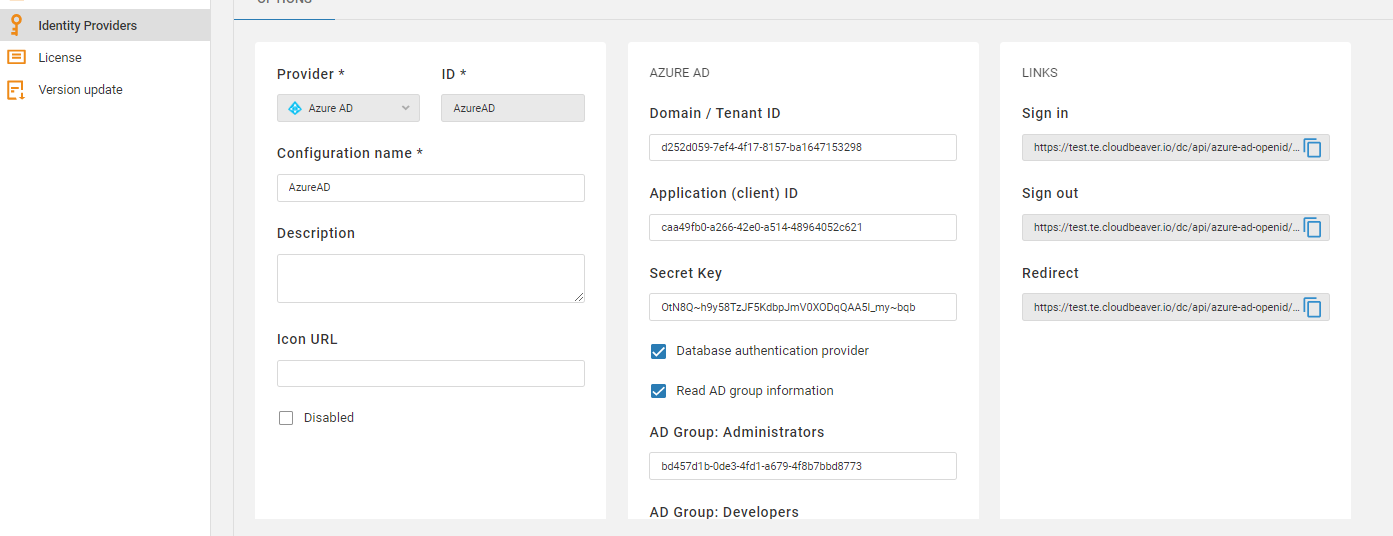 OPTIONS
Identity Providers
License
Version update
Provider *
ID *
Azure AD
AzureAD
Configuration name *
AzureAD
Description
Icon URL
Disabled
AZURE AD
Domain / Tenant ID
d252d059-7ef4-4f17-8157-ba1647153298
Application (client) ID
caa49fb0-a266-42e0-a514-48964052c621
Secret Key
OtN8Q~h9y58TzJF5KdbpJmV0XODqQAA5I_my~bqb
Database authentication provider
Read AD group information
AD Group: Administrators
bd457d1b-0de3-4fd1-a679-4f8b7bbd8773
AD Group: Developers
LINKS
Sign in
https://test.te.cloudbeaver.io/dc/api/azure-ad-openid/...
Sign out
https://test.te.cloudbeaver.io/dc/api/azure-ad-openid/...
Redirect
https://test.te.cloudbeaver.io/dc/api/azure-ad-openid/...